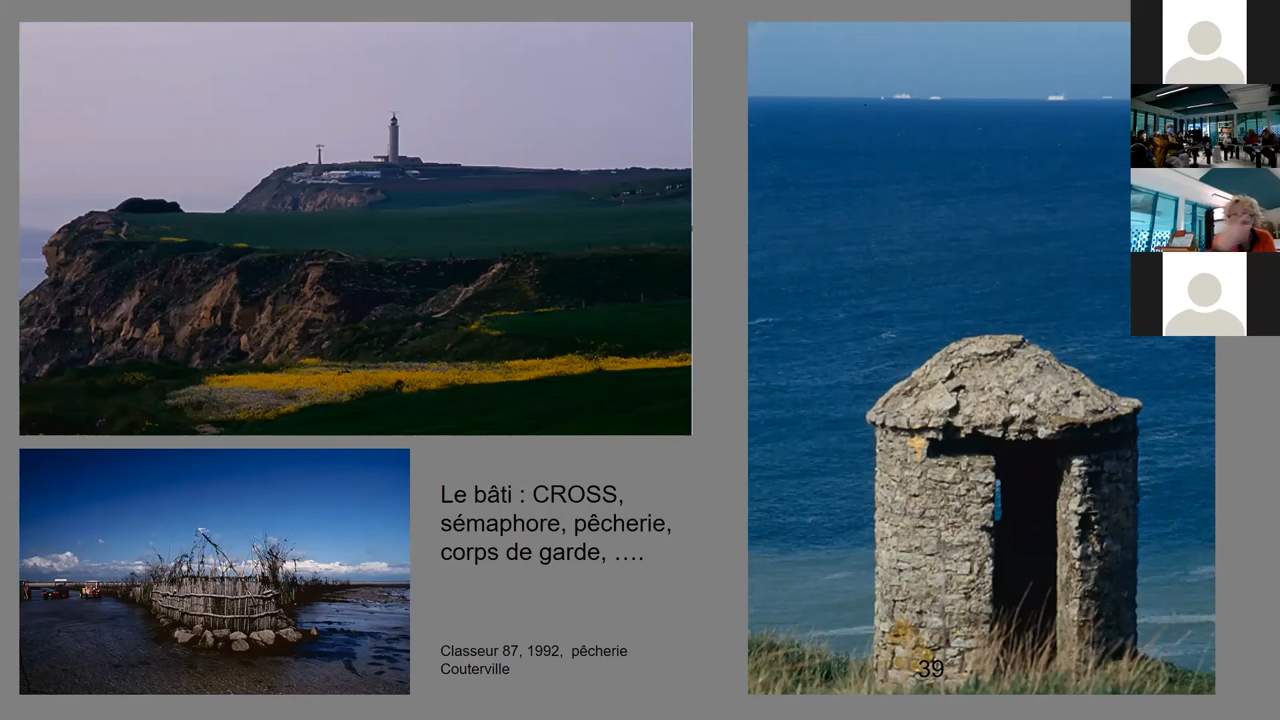 Le bâti : CROSS,
sémaphore, pêcherie,
corps de garde, ….
Classeur 87, 1992,  pêcherie
Couterville
39